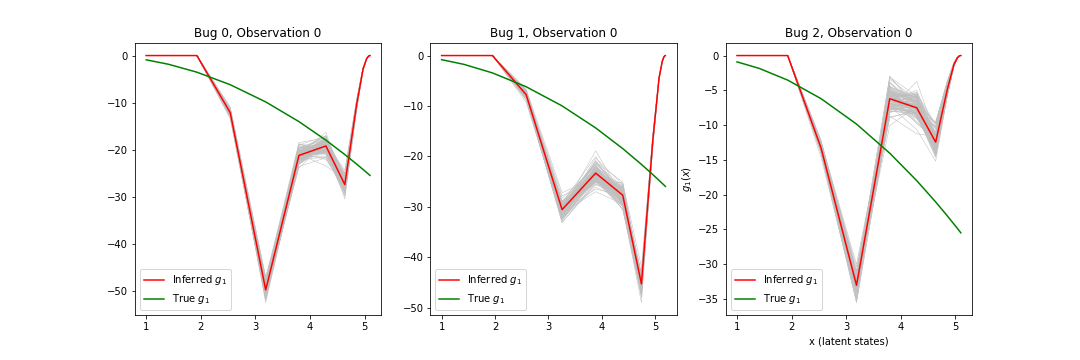 Bug 0, Observation 0
0
−10
−20
−30
−40
−50
1 2 3 4 5
Inferred g₁
True g₁
Bug 1, Observation 0
0
−10
−20
−30
−40
−50
1 2 3 4 5
Inferred g₁
True g₁
Bug 2, Observation 0
g₁(x)
0
−5
−10
−15
−20
−25
−30
−35
1 2 3 4 5
x (latent states)
Inferred g₁
True g₁